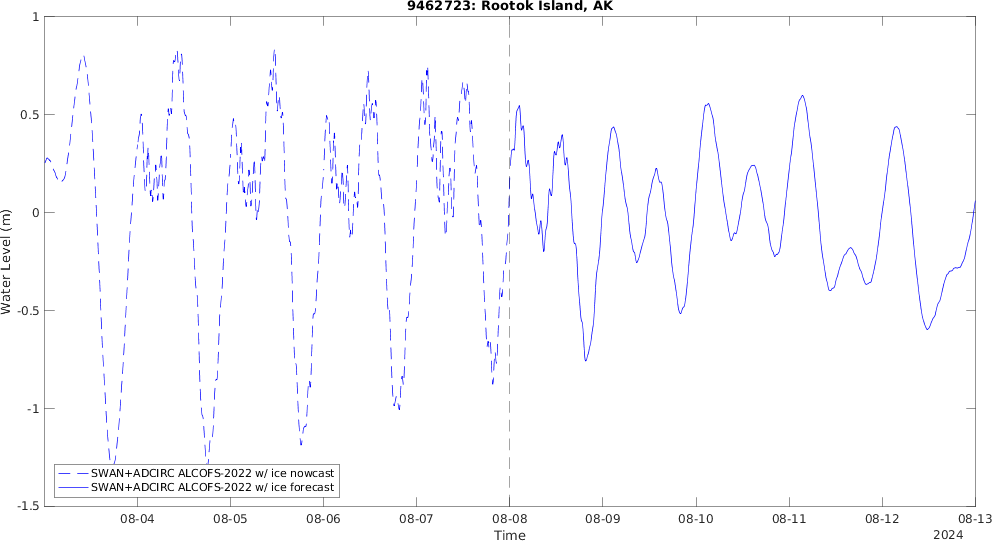 9462723: Rootok Island, AK
1
0.5
0
-0.5
-1
-1.5
Water Level (m)
SWAN+ADCIRC ALCOFS-2022 w/ ice nowcast
SWAN+ADCIRC ALCOFS-2022 w/ ice forecast
08-04 08-05 08-06 08-07 08-08 08-09 08-10 08-11 08-12 08-13
Time
2024